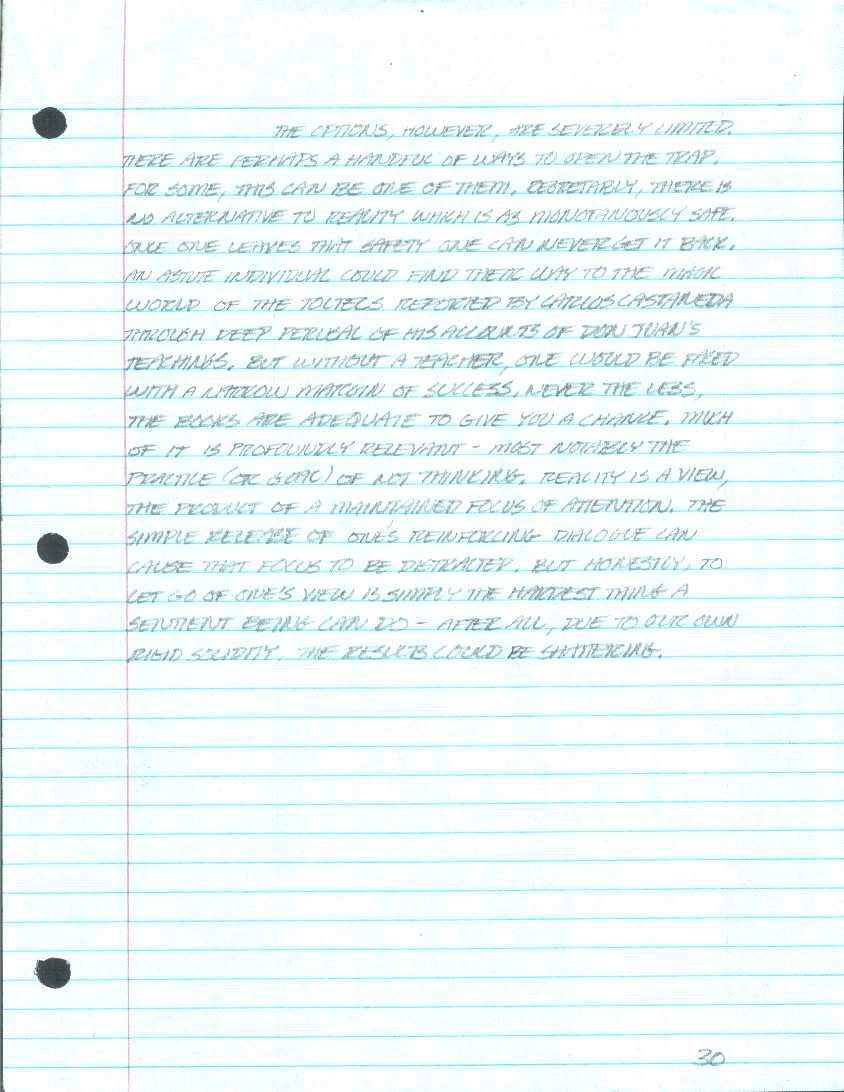 THE OPTIONS, HOWEVER, ARE SEVERELY LIMITED.
THERE ARE PERHAPS A HANDFUL OF WAYS TO OPEN THE TRAP.
FOR SOME, THIS CAN BE ONE OF THEM. REGRETABLY, THERE IS
NO ALTERNATIVE TO REALITY WHICH IS AS MONOTANOUSLY SAFE.
ONCE ONE LEAVES THAT SAFETY ONE CAN NEVER GET IT BACK.
AN ASTUTE INDIVIDUAL COULD FIND THEIR WAY TO THE MAGIC
WORLD OF THE TOLTECS REPORTED BY CARLOS CASTANEDA
THROUGH DEEP PERUSAL OF HIS ACCOUNTS OF DON JUAN'S
TEACHINGS. BUT WITHOUT A TEACHER, ONE WOULD BE FACED
WITH A NARROW MARGIN OF SUCCESS. NEVER THE LESS,
THE BOOKS ARE ADEQUATE TO GIVE YOU A CHANCE. MUCH
OF IT IS PROFOUNDLY RELEVANT - MOST NOTABLY THE
PRACTICE (OR GOAL) OF NOT THINKING. REALITY IS A VIEW,
THE PRODUCT OF A MAINTAINED FOCUS OF ATTENTION. THE
SIMPLE RELEASE OF ONE'S REINFORCING DIALOGUE CAN
CAUSE THAT FOCUS TO BE DISTRACTED. BUT HONESTLY, TO
LET GO OF ONE'S VIEW IS SIMPLY THE HARDEST THING A
SENTIENT BEING CAN DO - AFTER ALL, DUE TO OUR OWN
RIGID SOLIDITY, THE RESULTS COULD BE SHATTERING.
30